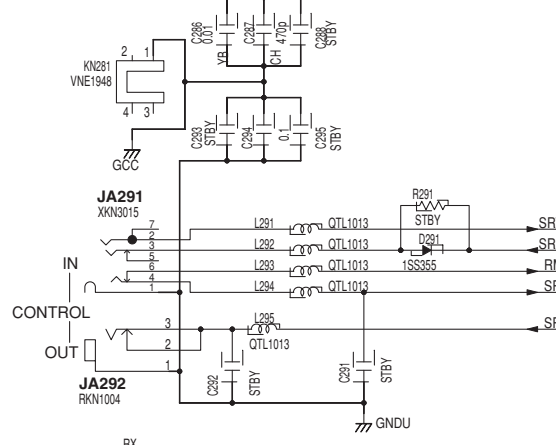 C286
0.01
YB
C287
470p
CH
C288
STBY
2 1
KN281
VNE1948
4 3
GCC
C293
STBY
C294
0.1
C295
STBY
JA291
XKN3015
7
2
3
5
6
4
1
IN
CONTROL
OUT
L291 QTL1013
L292 QTL1013
L293 QTL1013
L294 QTL1013
L295
QTL1013
R291
STBY
D291
1SS355
SR
SR
3
2
1
JA292
RKN1004
C292
STBY
C291
STBY
GNDU